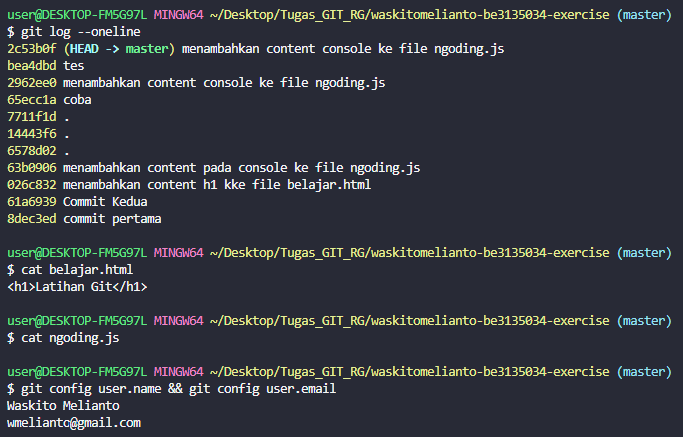 user@DESKTOP-FM5G97L MINGW64 ~/Desktop/Tugas_GIT_RG/waskitomelianto-be3135034-exercise (master)
$ git log --oneline
2c53b0f (HEAD -> master) menambahkan content console ke file ngoding.js
bea4dbd tes
2962ee0 menambahkan content console ke file ngoding.js
65ecc1a coba
7711f1d .
14443f6 .
6578d02 .
63b0906 menambahkan content pada console ke file ngoding.js
026c832 menambahkan content h1 kke file belajar.html
61a6939 Commit Kedua
8dec3ed commit pertama
user@DESKTOP-FM5G97L MINGW64 ~/Desktop/Tugas_GIT_RG/waskitomelianto-be3135034-exercise (master)
$ cat belajar.html
<h1>Latihan Git</h1>
user@DESKTOP-FM5G97L MINGW64 ~/Desktop/Tugas_GIT_RG/waskitomelianto-be3135034-exercise (master)
$ cat ngoding.js
user@DESKTOP-FM5G97L MINGW64 ~/Desktop/Tugas_GIT_RG/waskitomelianto-be3135034-exercise (master)
$ git config user.name && git config user.email
Waskito Melianto
wmelianto@gmail.com